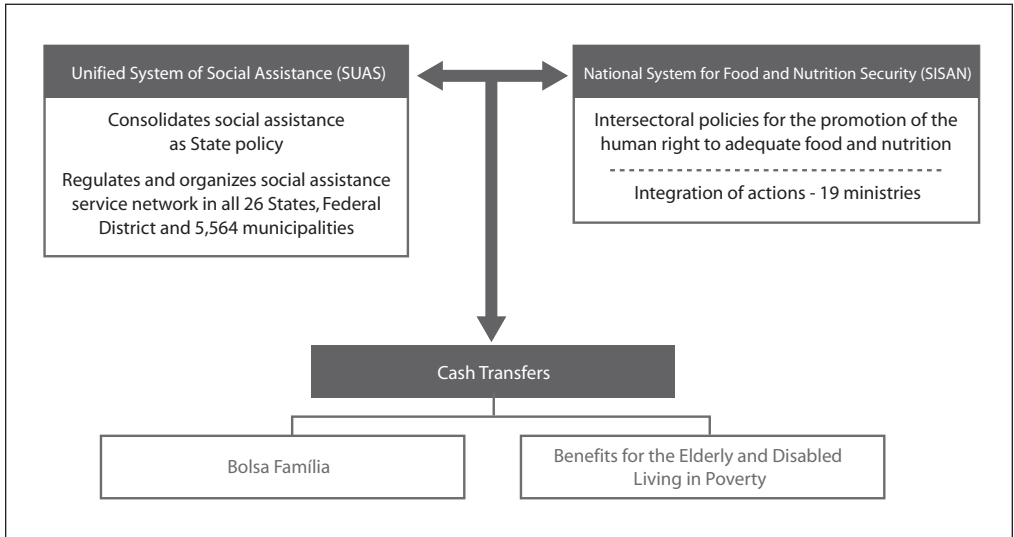 Unified System of Social Assistance (SUAS)
Consolidates social assistance
as State policy
Regulates and organizes social assistance
service network in all 26 States, Federal
District and 5,564 municipalities
National System for Food and Nutrition Security (SISAN)
Intersectoral policies for the promotion of the
human right to adequate food and nutrition
Integration of actions - 19 ministries
Cash Transfers
Bolsa Família
Benefits for the Elderly and Disabled
Living in Poverty